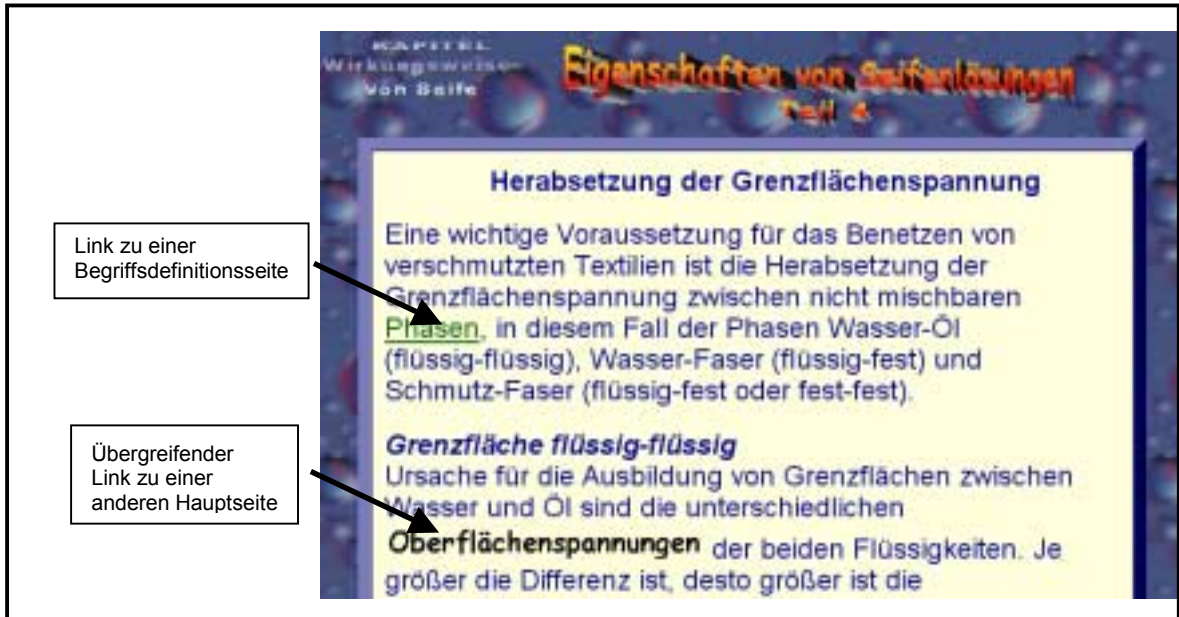 KAPITEL
Wirkungsweise
Von Seife
Eigenschaften von Seifenlösungen
Teil 4
Herabsetzung der Grenzflächenspannung
Eine wichtige Voraussetzung für das Benetzen von
verschmutzten Textilien ist die Herabsetzung der
Grenzflächenspannung zwischen nicht mischbaren
Phasen, in diesem Fall der Phasen Wasser-Öl
(flüssig-flüssig), Wasser-Faser (flüssig-fest) und
Schmutz-Faser (flüssig-fest oder fest-fest).
Grenzfläche flüssig-flüssig
Ursache für die Ausbildung von Grenzflächen zwischen
Wasser und Öl sind die unterschiedlichen
Oberflächenspannungen der beiden Flüssigkeiten. Je
größer die Differenz ist, desto größer ist die
Link zu einer
Begriffsdefinitionsseite
Übergreifender
Link zu einer
anderen Hauptseite